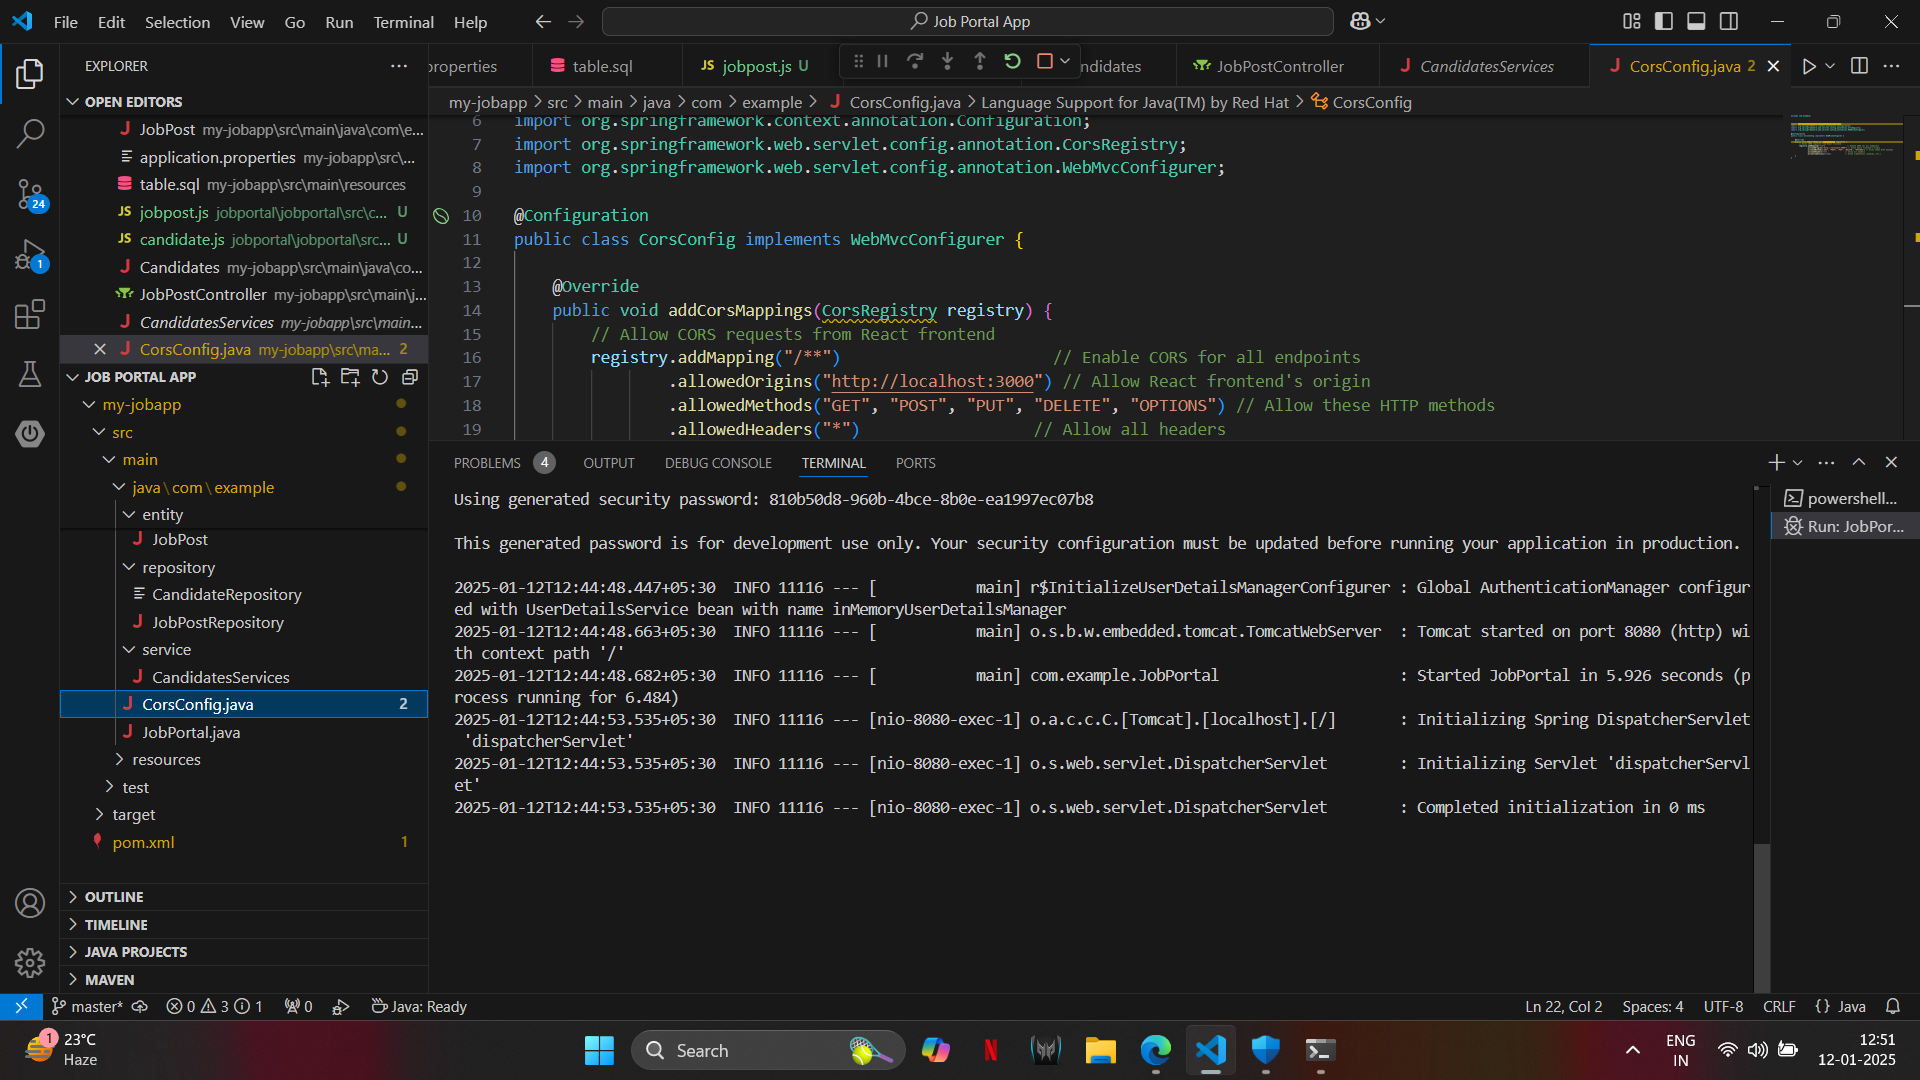 File Edit Selection View Go Run Terminal Help
Job Portal App
EXPLORER
roperties
table.sql
JS jobpost.js U
ndidates
JobPostController
J CandidatesServices
J CorsConfig.java 2
OPEN EDITORS
my-jobapp > src > main > java > com > example > J CorsConfig.java > Language Support for Java(TM) by Red Hat > CorsConfig
J JobPost my-jobapp\src\main\java\com\e...
application.properties my-jobapp\src\...
table.sql my-jobapp\src\main\resources
JS jobpost.js jobportal\jobportal\src\c... U
JS candidate.js jobportal\jobportal\src... U
J Candidates my-jobapp\src\main\java\co...
JobPostController my-jobapp\src\main\j...
J CandidatesServices my-jobapp\src\main...
J CorsConfig.java my-jobapp\src\ma... 2
JOB PORTAL APP
my-jobapp
src
main
java\com\example
entity
J JobPost
repository
CandidateRepository
J JobPostRepository
service
J CandidatesServices
J CorsConfig.java 2
J JobPortal.java
resources
test
target
pom.xml 1
OUTLINE
TIMELINE
JAVA PROJECTS
MAVEN
24
1
6 import org.springframework.context.annotation.Configuration;
7 import org.springframework.web.servlet.config.annotation.CorsRegistry;
8 import org.springframework.web.servlet.config.annotation.WebMvcConfigurer;
9
10 @Configuration
11 public class CorsConfig implements WebMvcConfigurer {
12
13 @Override
14 public void addCorsMappings(CorsRegistry registry) {
15 // Allow CORS requests from React frontend
16 registry.addMapping("/**") // Enable CORS for all endpoints
17 .allowedOrigins("http://localhost:3000") // Allow React frontend's origin
18 .allowedMethods("GET", "POST", "PUT", "DELETE", "OPTIONS") // Allow these HTTP methods
19 .allowedHeaders("*") // Allow all headers
PROBLEMS 4 OUTPUT DEBUG CONSOLE TERMINAL PORTS
Using generated security password: 810b50d8-960b-4bce-8b0e-ea1997ec07b8
This generated password is for development use only. Your security configuration must be updated before running your application in production.
2025-01-12T12:44:48.447+05:30 INFO 11116 --- [ main] r$InitializeUserDetailsManagerConfigurer : Global AuthenticationManager configur
ed with UserDetailsService bean with name inMemoryUserDetailsManager
2025-01-12T12:44:48.663+05:30 INFO 11116 --- [ main] o.s.b.w.embedded.tomcat.TomcatWebServer : Tomcat started on port 8080 (http) wi
th context path '/'
2025-01-12T12:44:48.682+05:30 INFO 11116 --- [ main] com.example.JobPortal : Started JobPortal in 5.926 seconds (p
rocess running for 6.484)
2025-01-12T12:44:53.535+05:30 INFO 11116 --- [nio-8080-exec-1] o.a.c.c.C.[Tomcat].[localhost].[/] : Initializing Spring DispatcherServlet
'dispatcherServlet'
2025-01-12T12:44:53.535+05:30 INFO 11116 --- [nio-8080-exec-1] o.s.web.servlet.DispatcherServlet : Initializing Servlet 'dispatcherServl
et'
2025-01-12T12:44:53.535+05:30 INFO 11116 --- [nio-8080-exec-1] o.s.web.servlet.DispatcherServlet : Completed initialization in 0 ms
powershell...
Run: JobPor...
master* 0 3 1 0 Java: Ready
Ln 22, Col 2 Spaces: 4 UTF-8 CRLF {} Java
1
23°C
Haze
Search
N
ENG
IN
12:51
12-01-2025